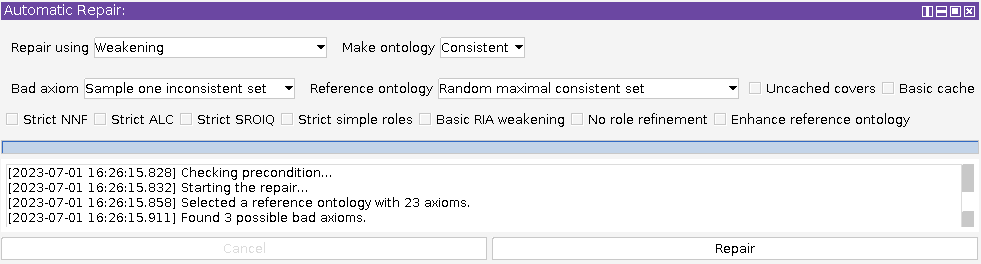 Automatic Repair:
Repair using Weakening Make ontology Consistent
Bad axiom Sample one inconsistent set Reference ontology Random maximal consistent set Uncached covers Basic cache
Strict NNF Strict ALC Strict SROIQ Strict simple roles Basic RIA weakening No role refinement Enhance reference ontology
[2023-07-01 16:26:15.828] Checking precondition...
[2023-07-01 16:26:15.832] Starting the repair...
[2023-07-01 16:26:15.858] Selected a reference ontology with 23 axioms.
[2023-07-01 16:26:15.911] Found 3 possible bad axioms.
Cancel Repair